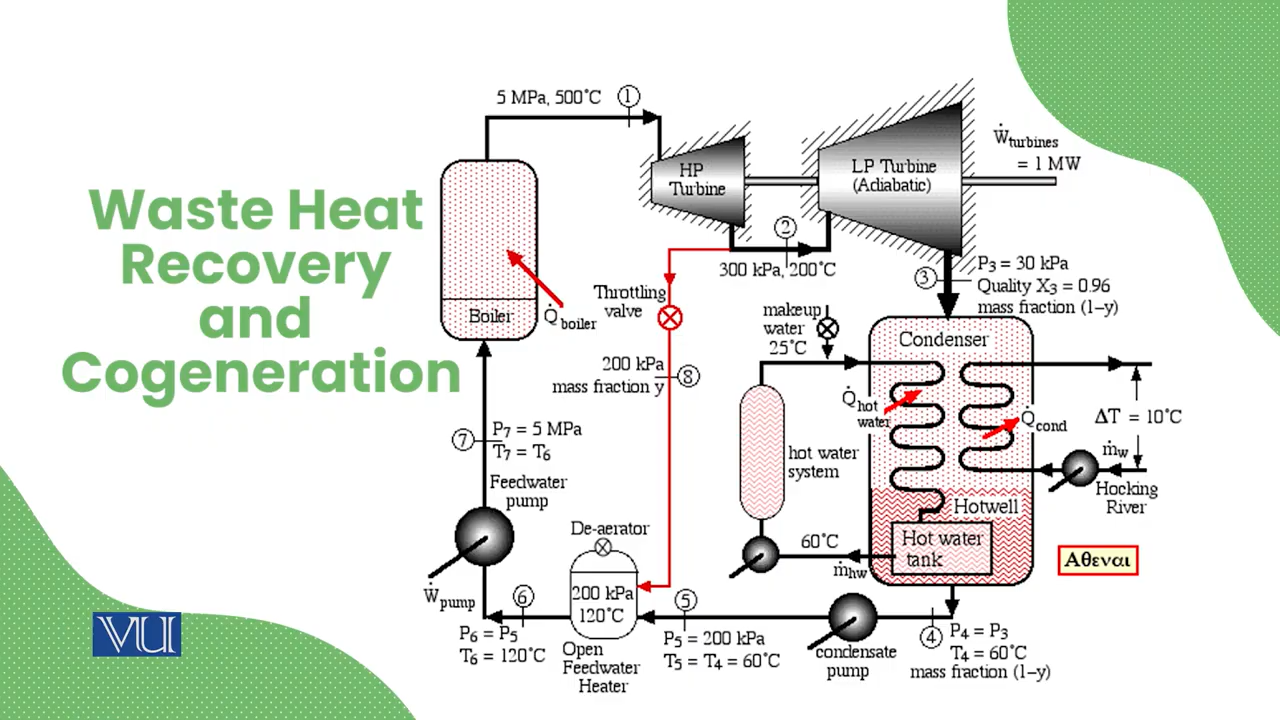 Waste Heat
Recovery
and
Cogeneration
5 MPa, 500°C
1
HP
Turbine
LP Turbine
(Adiabatic)
Ẇturbines
= 1 MW
2
300 kPa, 200°C
3
P3 = 30 kPa
Quality X3 = 0.96
mass fraction (1–y)
Boiler
Q̇boiler
Throttling
valve
200 kPa
mass fraction y
8
makeup
water
25°C
Condenser
Q̇hot
water
Q̇cond
ΔT = 10°C
ṁw
Hocking
River
hot water
system
Hotwell
Hot water
tank
60°C
ṁhw
Αθεναι
7
P7 = 5 MPa
T7 = T6
Feedwater
pump
Ẇpump
De-aerator
200 kPa
120°C
Open
Feedwater
Heater
6
P6 = P5
T6 = 120°C
5
P5 = 200 kPa
T5 = T4 = 60°C
condensate
pump
4
P4 = P3
T4 = 60°C
mass fraction (1–y)
VU